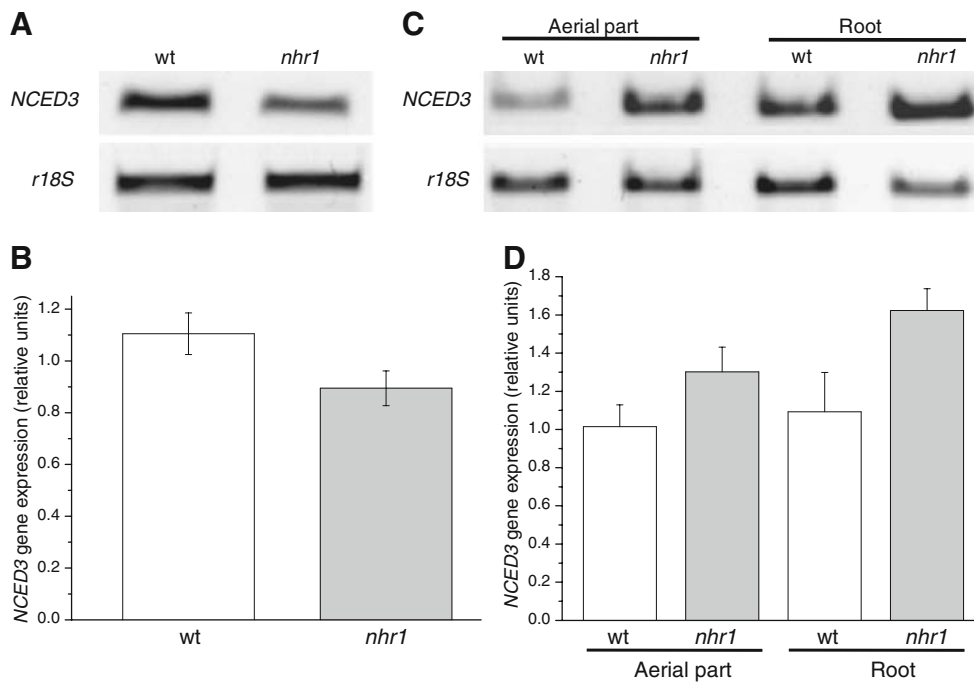 A
wt nhr1
NCED3
r18S
C
Aerial part Root
wt nhr1 wt nhr1
NCED3
r18S
B
NCED3 gene expression (relative units)
1.2
1.0
0.8
0.6
0.4
0.2
0.0
wt nhr1
D
NCED3 gene expression (relative units)
1.8
1.6
1.4
1.2
1.0
0.8
0.6
0.4
0.2
0.0
wt nhr1 wt nhr1
Aerial part Root